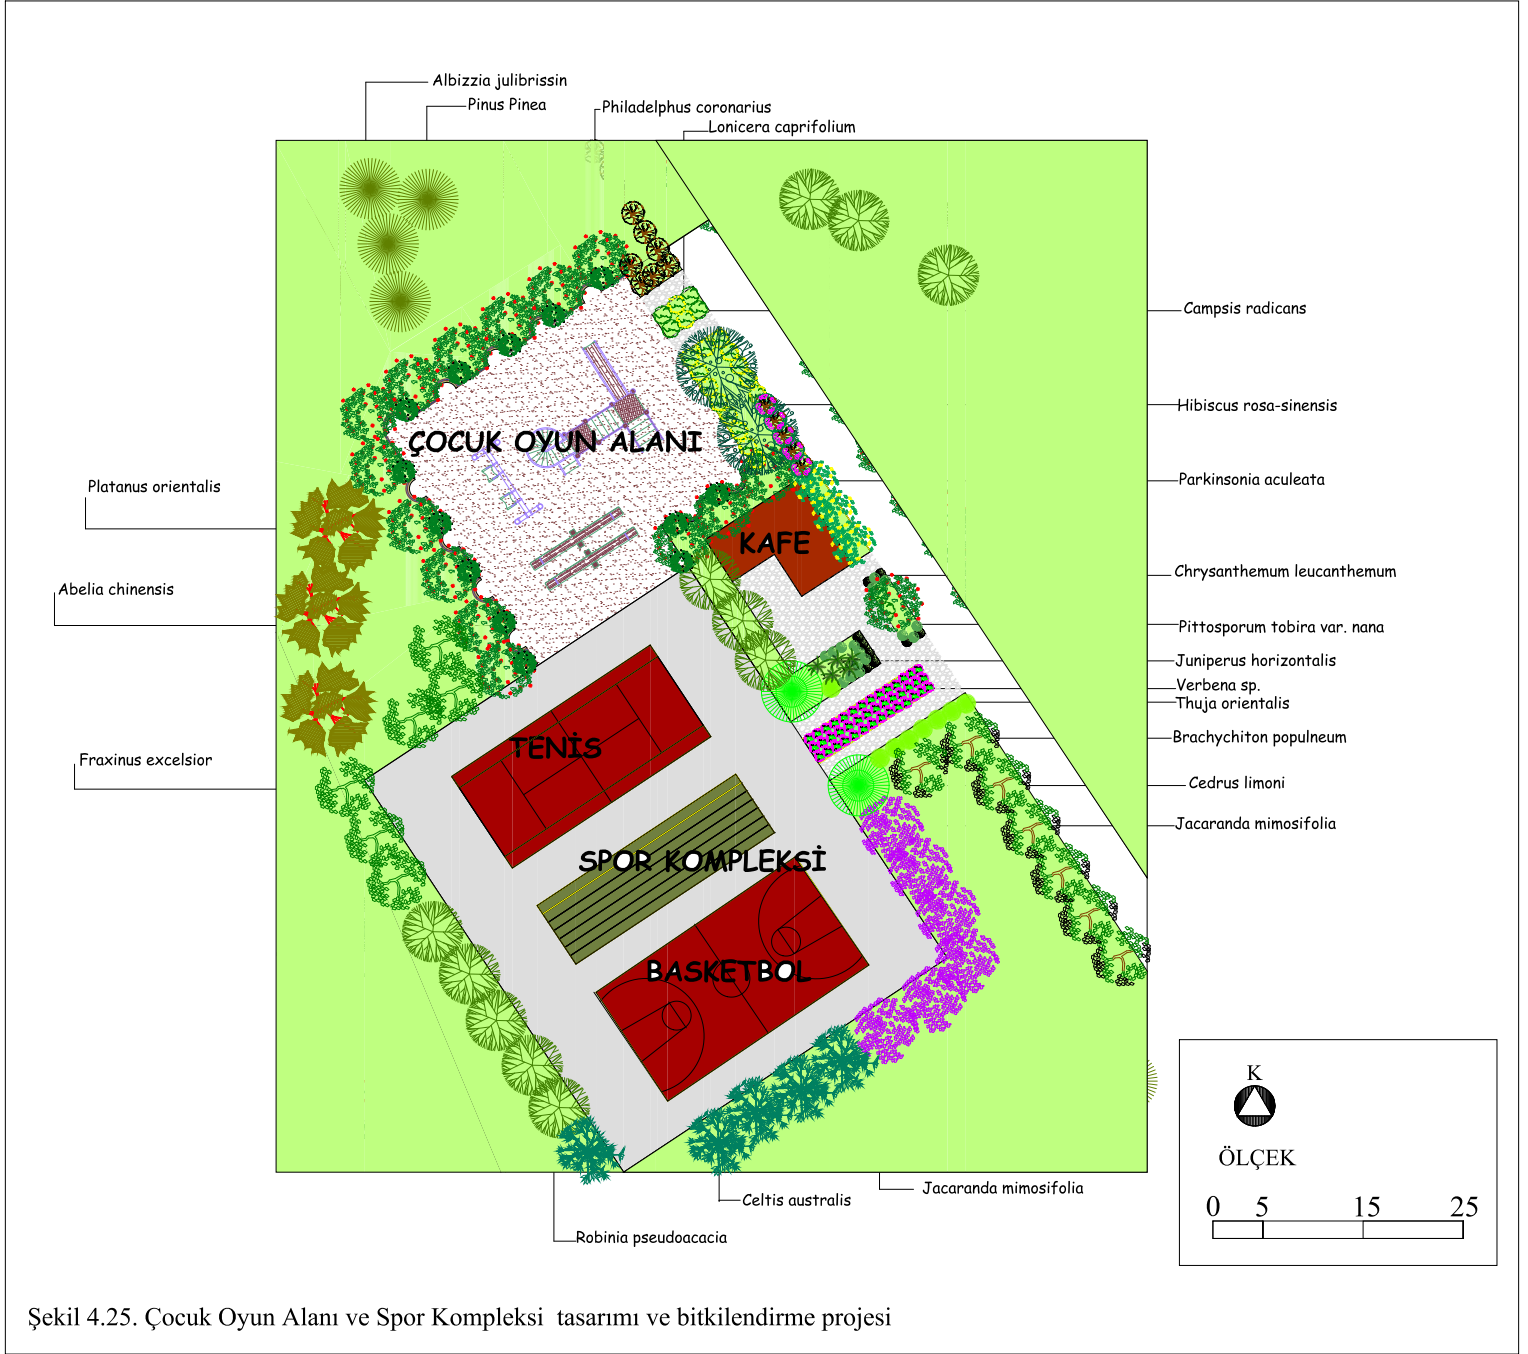 Albizzia julibrissin
Pinus Pinea
Philadelphus coronarius
Lonicera caprifolium
Campsis radicans
Hibiscus rosa-sinensis
ÇOCUK OYUN ALANI
Parkinsonia aculeata
Platanus orientalis
KAFE
Chrysanthemum leucanthemum
Abelia chinensis
Pittosporum tobira var. nana
Juniperus horizontalis
Verbena sp.
Thuja orientalis
Brachychiton populneum
TENİS
Fraxinus excelsior
Cedrus limoni
Jacaranda mimosifolia
SPOR KOMPLEKSİ
BASKETBOL
K
ÖLÇEK
0 5 15 25
Jacaranda mimosifolia
Celtis australis
Robinia pseudoacacia
Şekil 4.25. Çocuk Oyun Alanı ve Spor Kompleksi tasarımı ve bitkilendirme projesi